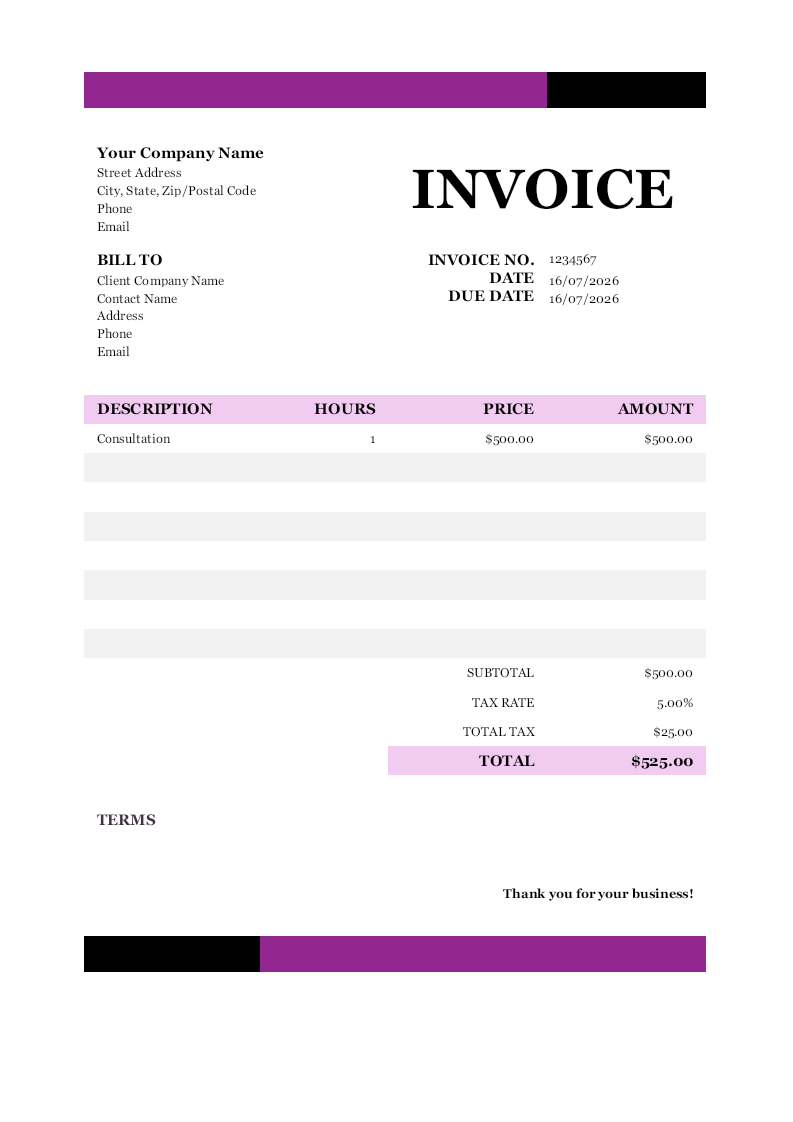 Your Company Name
Street Address
City, State, Zip/Postal Code
Phone
Email
INVOICE
BILL TO
Client Company Name
Contact Name
Address
Phone
Email
INVOICE NO. 1234567
DATE 16/07/2026
DUE DATE 16/07/2026
DESCRIPTION HOURS PRICE AMOUNT
Consultation 1 $500.00 $500.00
SUBTOTAL $500.00
TAX RATE 5.00%
TOTAL TAX $25.00
TOTAL $525.00
TERMS
Thank you for your business!